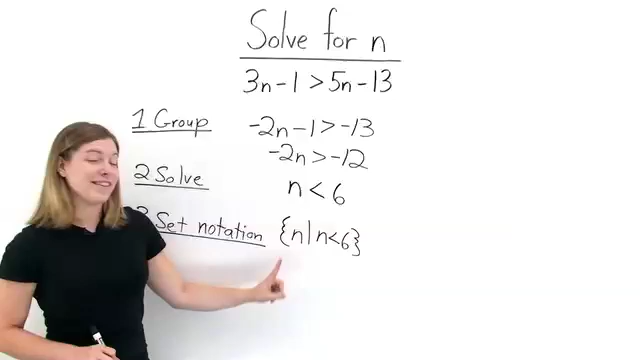 Solve for n
3n-1>5n-13
1 Group
-2n-1>-13
-2n>-12
2 Solve
n<6
3 Set notation
{n|n<6}